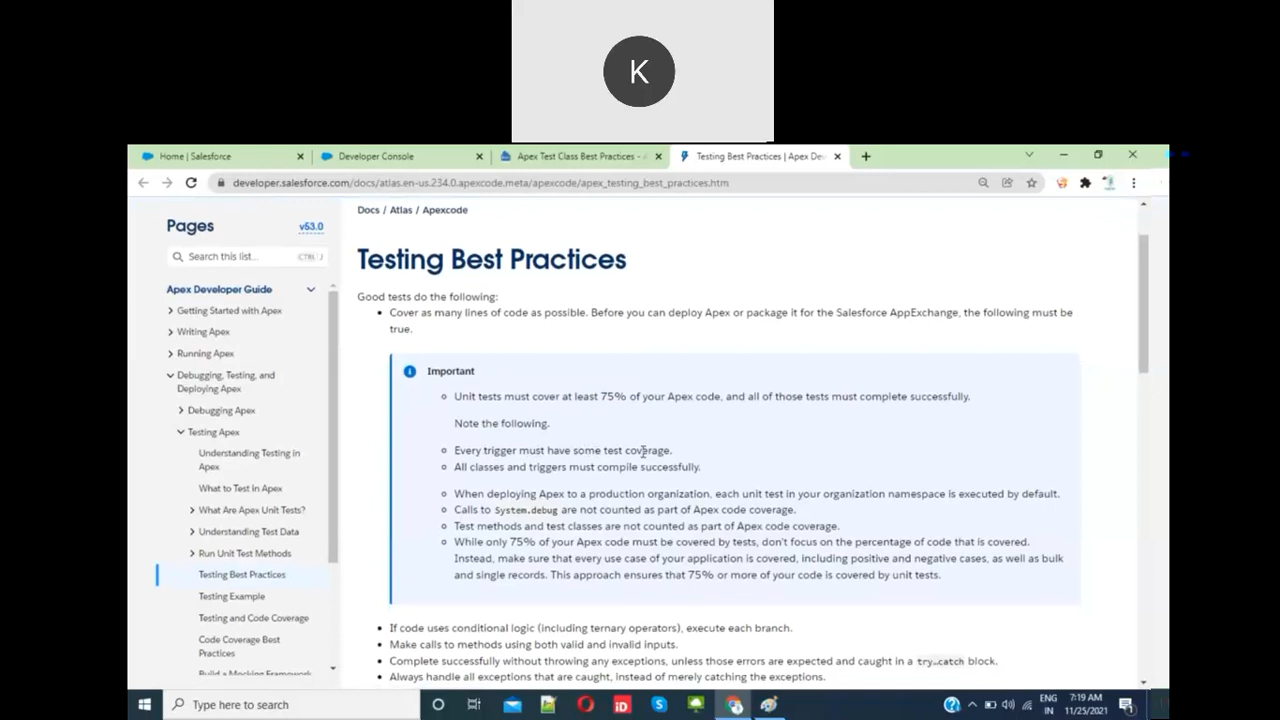 K
Home | Salesforce
Developer Console
Apex Test Class Best Practices -
Testing Best Practices | Apex De
developer.salesforce.com/docs/atlas.en-us.234.0.apexcode.meta/apexcode/apex_testing_best_practices.htm
Pages
v53.0
Search this list...
CTRL J
Apex Developer Guide
Getting Started with Apex
Writing Apex
Running Apex
Debugging, Testing, and
Deploying Apex
Debugging Apex
Testing Apex
Understanding Testing in
Apex
What to Test in Apex
What Are Apex Unit Tests?
Understanding Test Data
Run Unit Test Methods
Testing Best Practices
Testing Example
Testing and Code Coverage
Code Coverage Best
Practices
Build a Mocking Framework
Docs / Atlas / Apexcode
Testing Best Practices
Good tests do the following:
Cover as many lines of code as possible. Before you can deploy Apex or package it for the Salesforce AppExchange, the following must be
true.
Important
Unit tests must cover at least 75% of your Apex code, and all of those tests must complete successfully.
Note the following.
Every trigger must have some test coverage.
All classes and triggers must compile successfully.
When deploying Apex to a production organization, each unit test in your organization namespace is executed by default.
Calls to System.debug are not counted as part of Apex code coverage.
Test methods and test classes are not counted as part of Apex code coverage.
While only 75% of your Apex code must be covered by tests, don't focus on the percentage of code that is covered.
Instead, make sure that every use case of your application is covered, including positive and negative cases, as well as bulk
and single records. This approach ensures that 75% or more of your code is covered by unit tests.
If code uses conditional logic (including ternary operators), execute each branch.
Make calls to methods using both valid and invalid inputs.
Complete successfully without throwing any exceptions, unless those errors are expected and caught in a try…catch block.
Always handle all exceptions that are caught, instead of merely catching the exceptions.
Type here to search
iD
ENG
IN
7:19 AM
11/25/2021